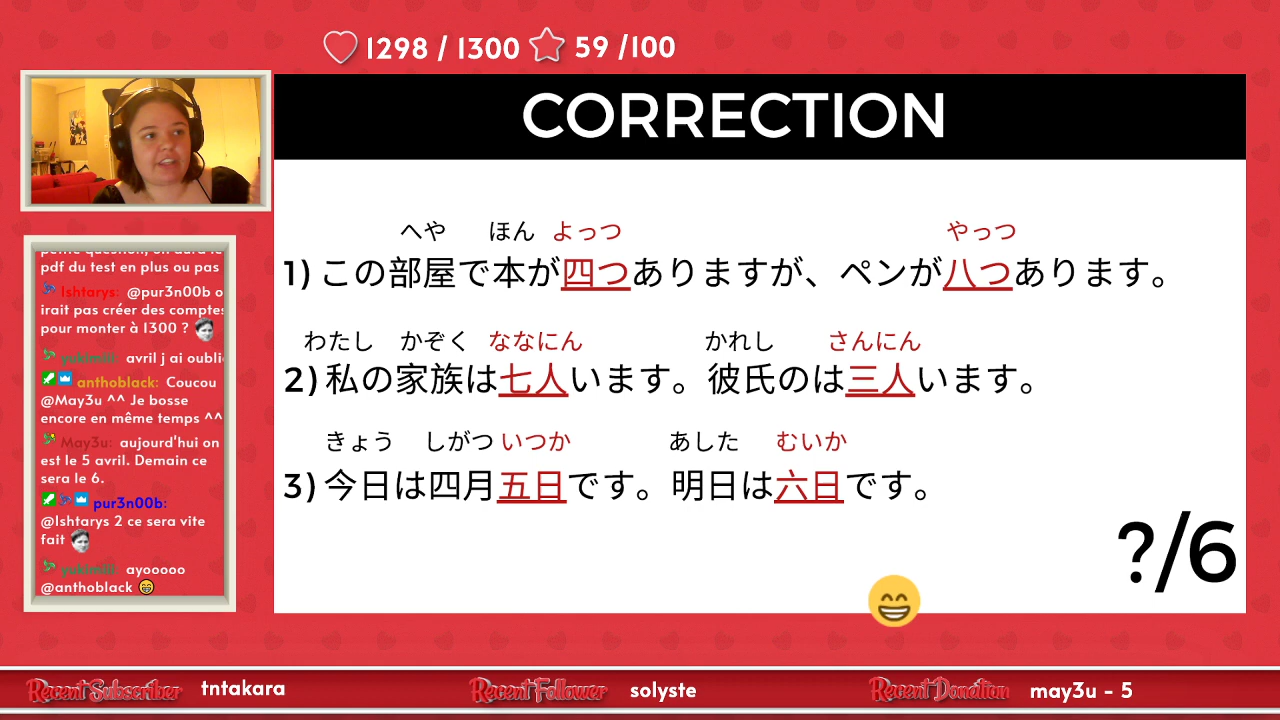 1298 / 1300 59 /100
CORRECTION
へや ほん よっつ やっつ
1) この部屋で本が四つありますが、ペンが八つあります。
わたし かぞく ななにん かれし さんにん
2) 私の家族は七人います。彼氏のは三人います。
きょう しがつ いつか あした むいか
3) 今日は四月五日です。明日は六日です。
?/6
pdf du test en plus ou pas
Ishtarys: @pur3n00b o
irait pas créer des comptes
pour monter à 1300 ?
yukimill: avril j ai oubli
anthoblack: Coucou
@May3u ^^ Je bosse
encore en même temps ^^
May3u: aujourd'hui on
est le 5 avril. Demain ce
sera le 6.
pur3n00b:
@Ishtarys 2 ce sera vite
fait
ayooooo
@anthoblack
Recent Subscriber tntakara
Recent Follower solyste
Recent Donation may3u - 5